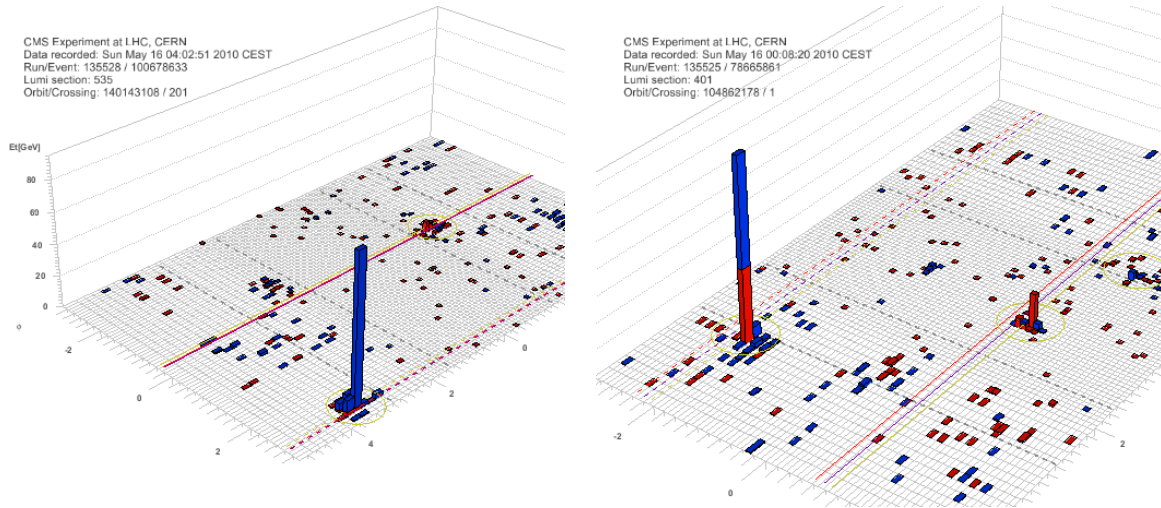 CMS Experiment at LHC, CERN
Data recorded: Sun May 16 04:02:51 2010 CEST
Run/Event: 135528 / 100678633
Lumi section: 535
Orbit/Crossing: 140143108 / 201
Et[GeV]
80
60
40
20
0
φ
-2
0
2
4
2
0
CMS Experiment at LHC, CERN
Data recorded: Sun May 16 00:08:20 2010 CEST
Run/Event: 135525 / 78665861
Lumi section: 401
Orbit/Crossing: 104862178 / 1
-2
0
2